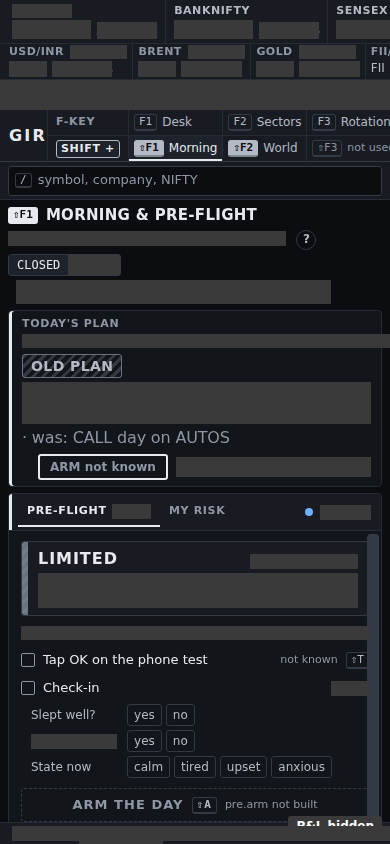 BANKNIFTY SENSEX
USD/INR BRENT GOLD FII/
FII
GIR F-KEY F1 Desk F2 Sectors F3 Rotation
SHIFT + ⇧F1 Morning ⇧F2 World ⇧F3 not used
/ symbol, company, NIFTY
⇧F1 MORNING & PRE-FLIGHT
?
CLOSED
TODAY'S PLAN
OLD PLAN
· was: CALL day on AUTOS
ARM not known
PRE-FLIGHT MY RISK
LIMITED
Tap OK on the phone test not known ⇧T
Check-in
Slept well? yes no
yes no
State now calm tired upset anxious
ARM THE DAY ⇧A pre.arm not built
P&L hidden